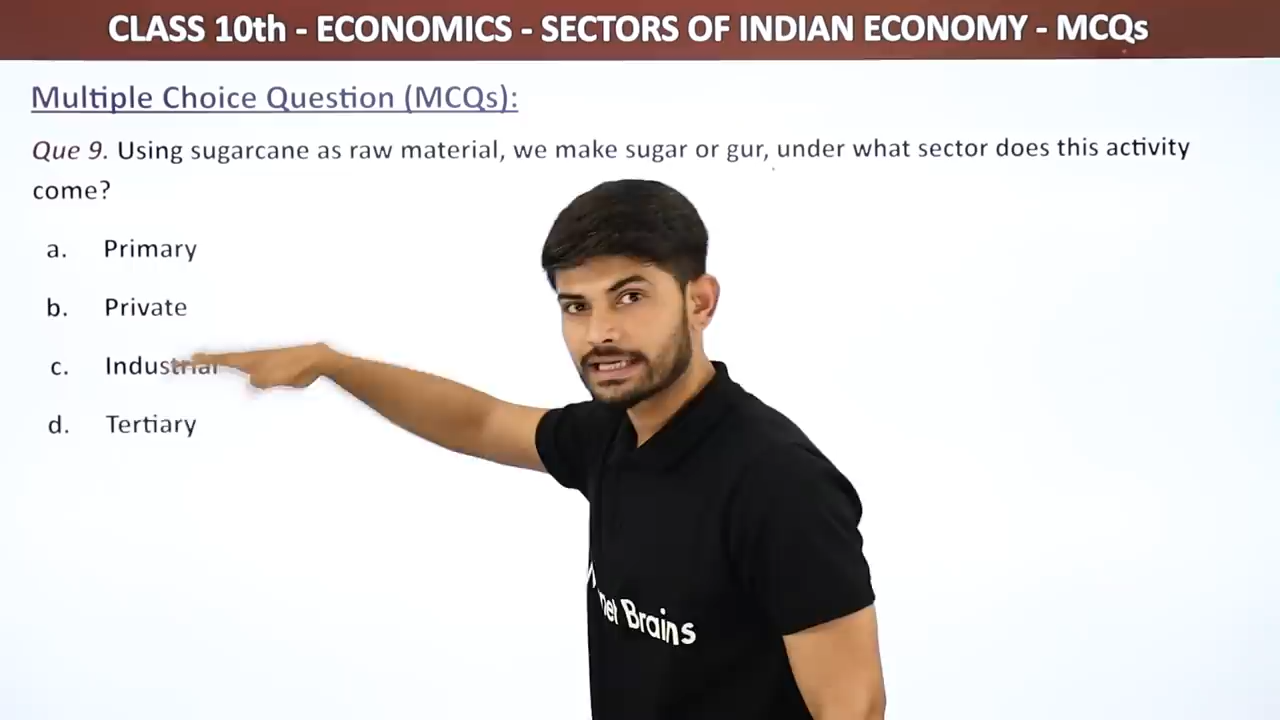 CLASS 10th - ECONOMICS - SECTORS OF INDIAN ECONOMY - MCQs
Multiple Choice Question (MCQs):
Que 9. Using sugarcane as raw material, we make sugar or gur, under what sector does this activity
come?
a. Primary
b. Private
c. Industrial
d. Tertiary
Brains